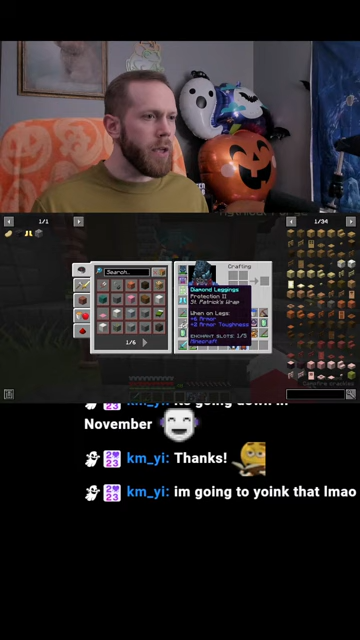 1/1
1/34
Search...
Crafting
Diamond Leggings
Protection II
St Patrick's Wrap
When on Legs:
+6 Armor
+2 Armor Toughness
ENCHANT SLOTS: 1/3
Minecraft
1/6
November
km_yi: Thanks!
km_yi: im going to yoink that lmao